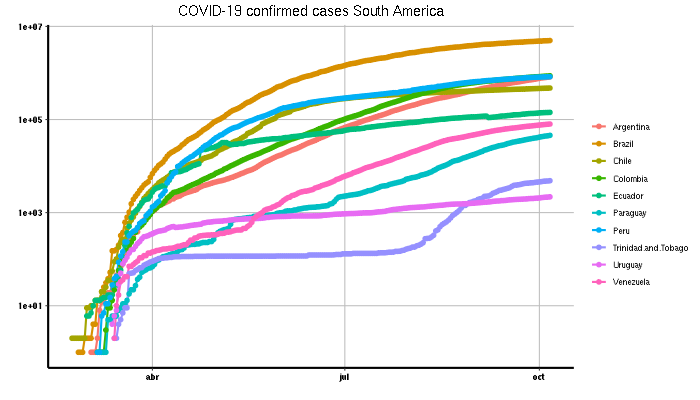 COVID-19 confirmed cases South America
1e+07
1e+05
1e+03
1e+01
abr
jul
oct
Argentina
Brazil
Chile
Colombia
Ecuador
Paraguay
Peru
Trinidad.and.Tobago
Uruguay
Venezuela